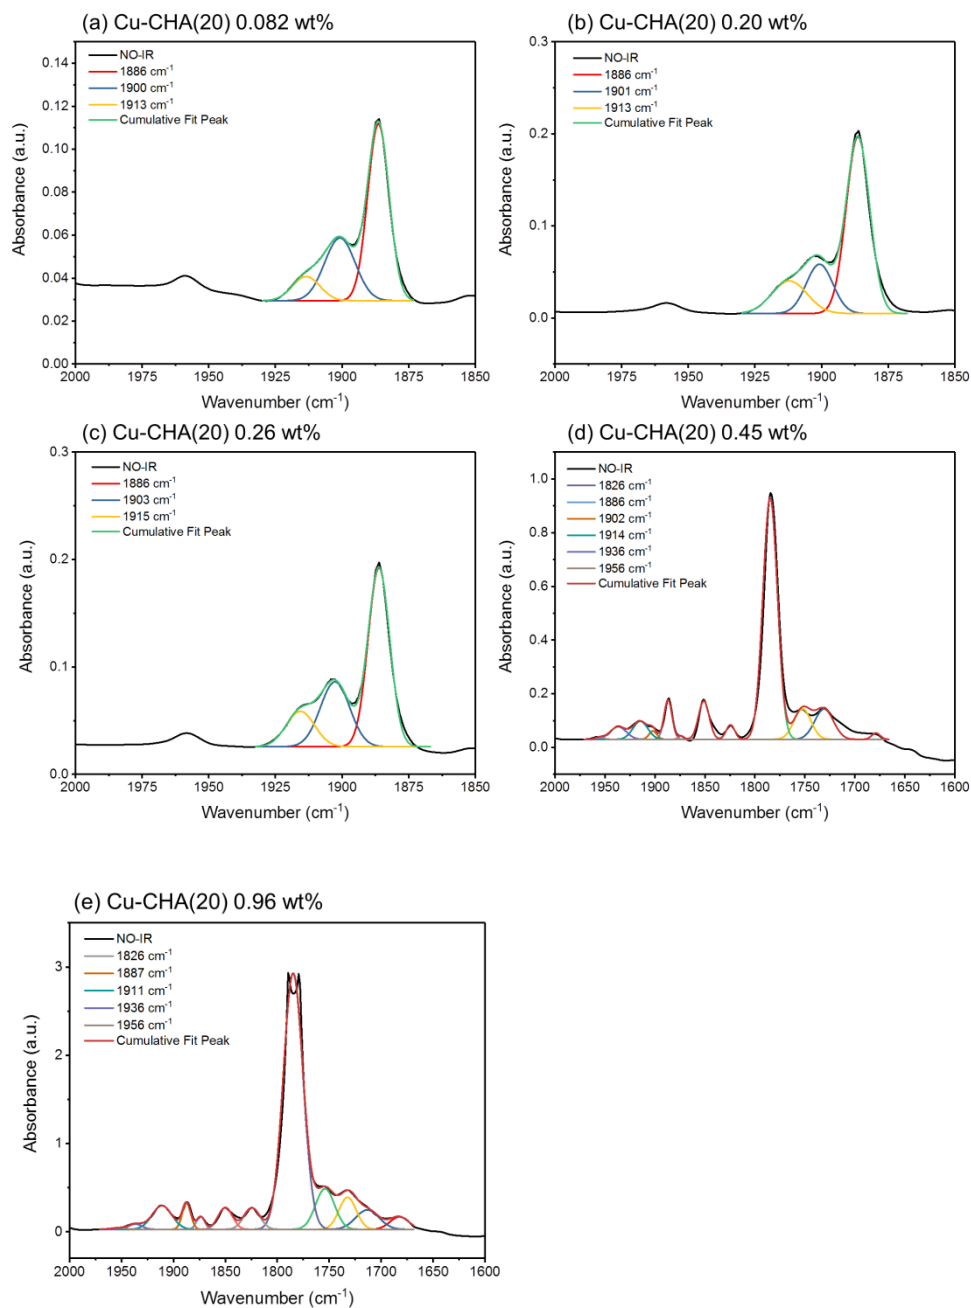 (a) Cu-CHA(20) 0.082 wt%
NO-IR
1886 cm⁻¹
1900 cm⁻¹
1913 cm⁻¹
Cumulative Fit Peak
0.14
0.12
0.10
0.08
0.06
0.04
0.02
0.00
Absorbance (a.u.)
2000 1975 1950 1925 1900 1875 1850
Wavenumber (cm⁻¹)
(b) Cu-CHA(20) 0.20 wt%
NO-IR
1886 cm⁻¹
1901 cm⁻¹
1913 cm⁻¹
Cumulative Fit Peak
0.3
0.2
0.1
0.0
Absorbance (a.u.)
2000 1975 1950 1925 1900 1875 1850
Wavenumber (cm⁻¹)
(c) Cu-CHA(20) 0.26 wt%
NO-IR
1886 cm⁻¹
1903 cm⁻¹
1915 cm⁻¹
Cumulative Fit Peak
0.3
0.2
0.1
0.0
Absorbance (a.u.)
2000 1975 1950 1925 1900 1875 1850
Wavenumber (cm⁻¹)
(d) Cu-CHA(20) 0.45 wt%
NO-IR
1826 cm⁻¹
1886 cm⁻¹
1902 cm⁻¹
1914 cm⁻¹
1936 cm⁻¹
1956 cm⁻¹
Cumulative Fit Peak
1.0
0.8
0.6
0.4
0.2
0.0
Absorbance (a.u.)
2000 1950 1900 1850 1800 1750 1700 1650 1600
Wavenumber (cm⁻¹)
(e) Cu-CHA(20) 0.96 wt%
NO-IR
1826 cm⁻¹
1887 cm⁻¹
1911 cm⁻¹
1936 cm⁻¹
1956 cm⁻¹
Cumulative Fit Peak
3
2
1
0
Absorbance (a.u.)
2000 1950 1900 1850 1800 1750 1700 1650 1600
Wavenumber (cm⁻¹)